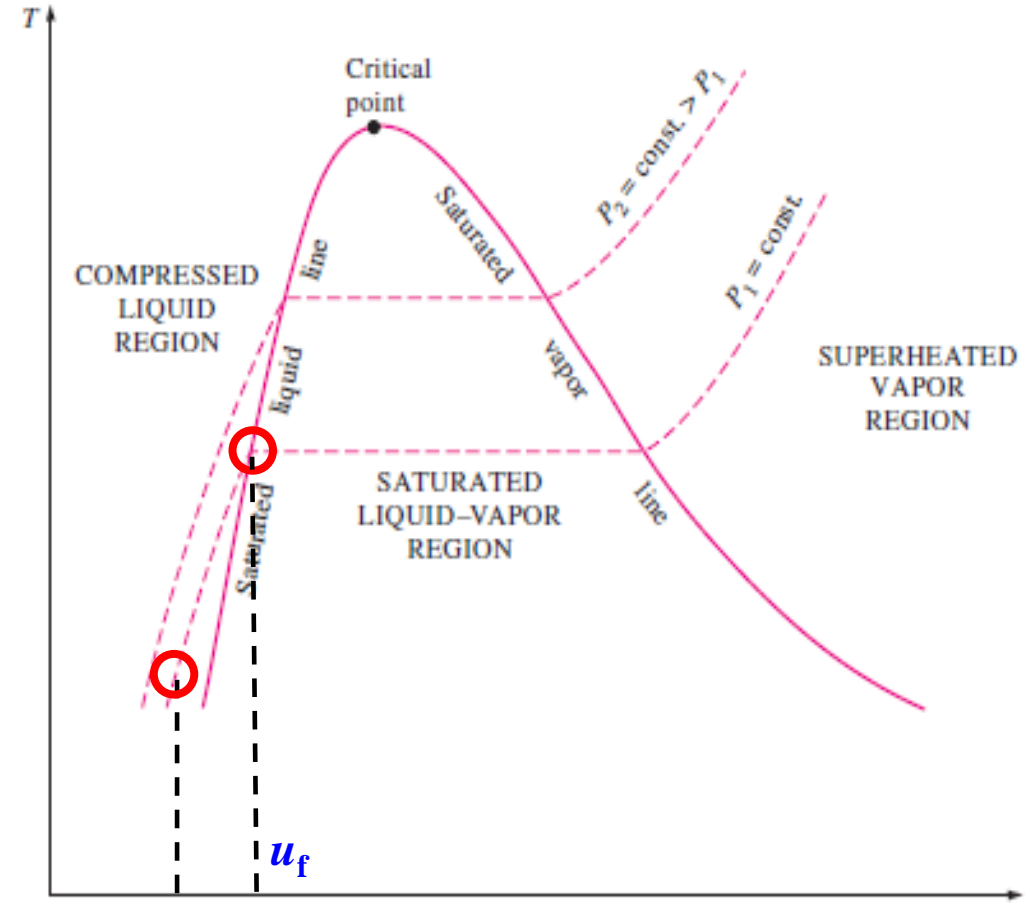 T
Critical
point
P₂ = const. > P₁
P₁ = const.
COMPRESSED
LIQUID
REGION
Saturated
liquid
line
Saturated
vapor
line
SUPERHEATED
VAPOR
REGION
SATURATED
LIQUID–VAPOR
REGION
u_f